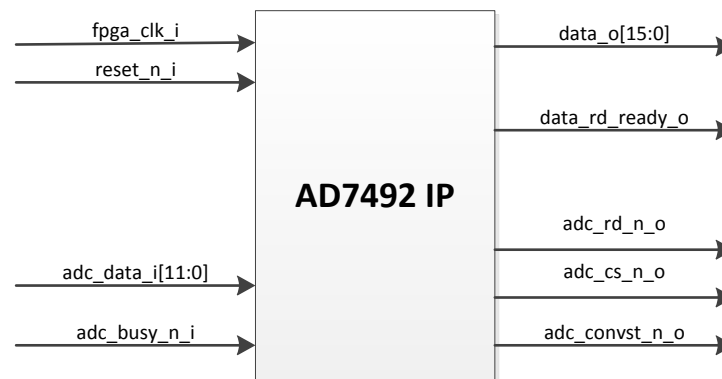 fpga_clk_i
reset_n_i
adc_data_i[11:0]
adc_busy_n_i
AD7492 IP
data_o[15:0]
data_rd_ready_o
adc_rd_n_o
adc_cs_n_o
adc_convst_n_o